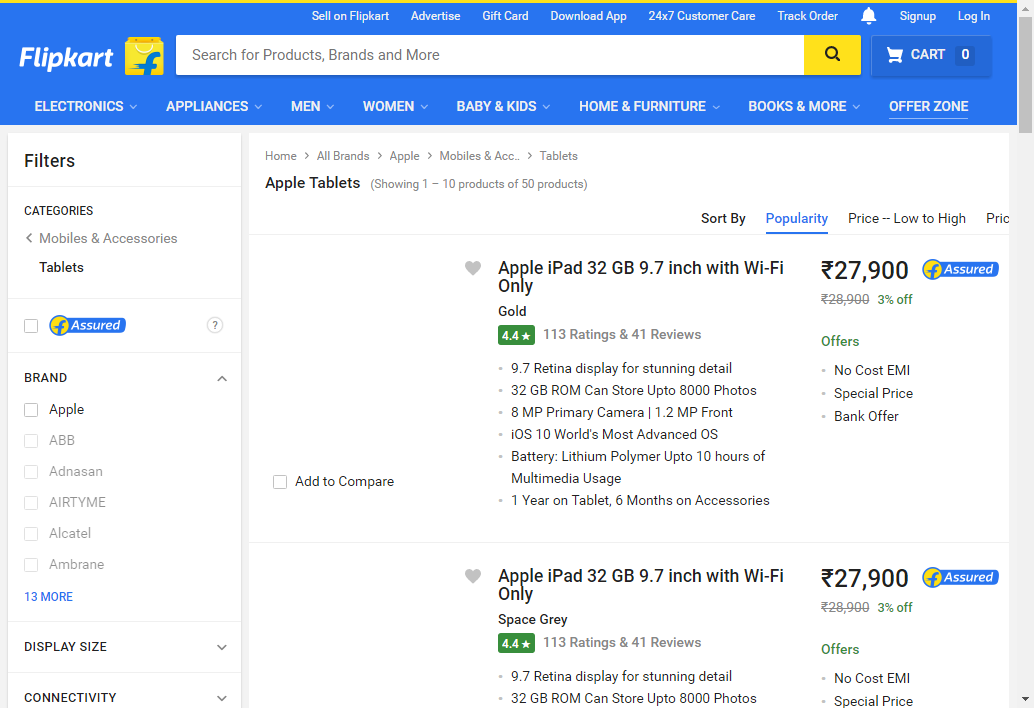 Sell on Flipkart Advertise Gift Card Download App 24x7 Customer Care Track Order Signup Log In
Flipkart Search for Products, Brands and More CART 0
ELECTRONICS APPLIANCES MEN WOMEN BABY & KIDS HOME & FURNITURE BOOKS & MORE OFFER ZONE
Filters
CATEGORIES
Mobiles & Accessories
Tablets
Assured ?
BRAND
Apple
ABB
Adnasan
AIRTYME
Alcatel
Ambrane
13 MORE
DISPLAY SIZE
CONNECTIVITY
Home > All Brands > Apple > Mobiles & Acc.. > Tablets
Apple Tablets (Showing 1 – 10 products of 50 products)
Sort By Popularity Price -- Low to High Pric
Add to Compare
Apple iPad 32 GB 9.7 inch with Wi-Fi
Only
Gold
4.4 ★ 113 Ratings & 41 Reviews
9.7 Retina display for stunning detail
32 GB ROM Can Store Upto 8000 Photos
8 MP Primary Camera | 1.2 MP Front
iOS 10 World's Most Advanced OS
Battery: Lithium Polymer Upto 10 hours of
Multimedia Usage
1 Year on Tablet, 6 Months on Accessories
₹27,900 Assured
₹28,900 3% off
Offers
No Cost EMI
Special Price
Bank Offer
Apple iPad 32 GB 9.7 inch with Wi-Fi
Only
Space Grey
4.4 ★ 113 Ratings & 41 Reviews
9.7 Retina display for stunning detail
32 GB ROM Can Store Upto 8000 Photos
₹27,900 Assured
₹28,900 3% off
Offers
No Cost EMI
Special Price